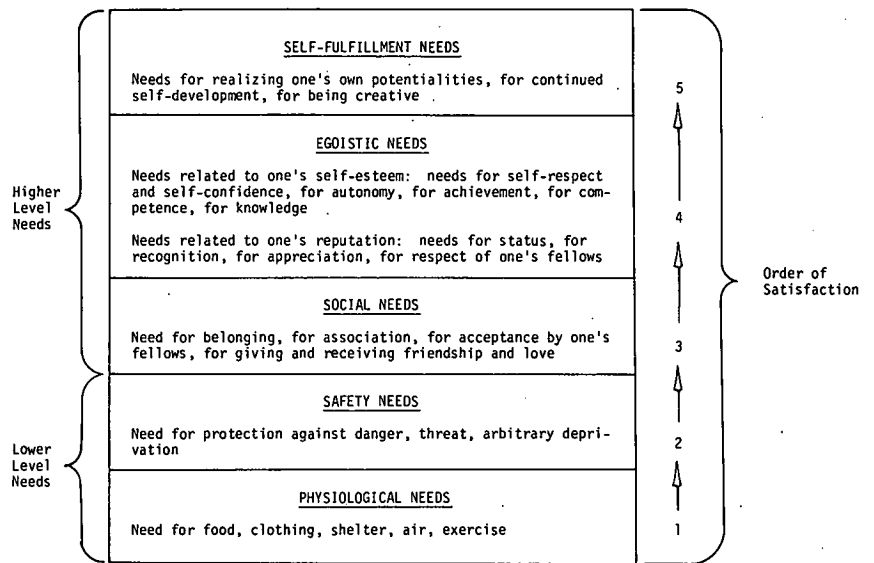 SELF-FULFILLMENT NEEDS
Needs for realizing one's own potentialities, for continued
self-development, for being creative
5
EGOISTIC NEEDS
Needs related to one's self-esteem: needs for self-respect
and self-confidence, for autonomy, for achievement, for com-
petence, for knowledge
Higher
Level
Needs
4
Needs related to one's reputation: needs for status, for
recognition, for appreciation, for respect of one's fellows
Order of
Satisfaction
SOCIAL NEEDS
Need for belonging, for association, for acceptance by one's
fellows, for giving and receiving friendship and love
3
SAFETY NEEDS
Need for protection against danger, threat, arbitrary depri-
vation
2
Lower
Level
Needs
PHYSIOLOGICAL NEEDS
Need for food, clothing, shelter, air, exercise
1